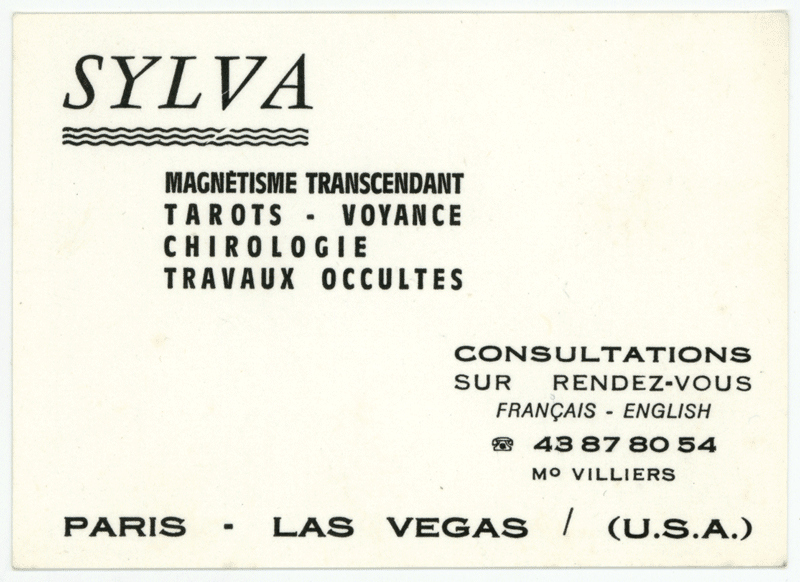 SYLVA
MAGNÉTISME TRANSCENDANT
TAROTS - VOYANCE
CHIROLOGIE
TRAVAUX OCCULTES
CONSULTATIONS
SUR RENDEZ-VOUS
FRANÇAIS - ENGLISH
☎ 43 87 80 54
Mº VILLIERS
PARIS - LAS VEGAS / (U.S.A.)